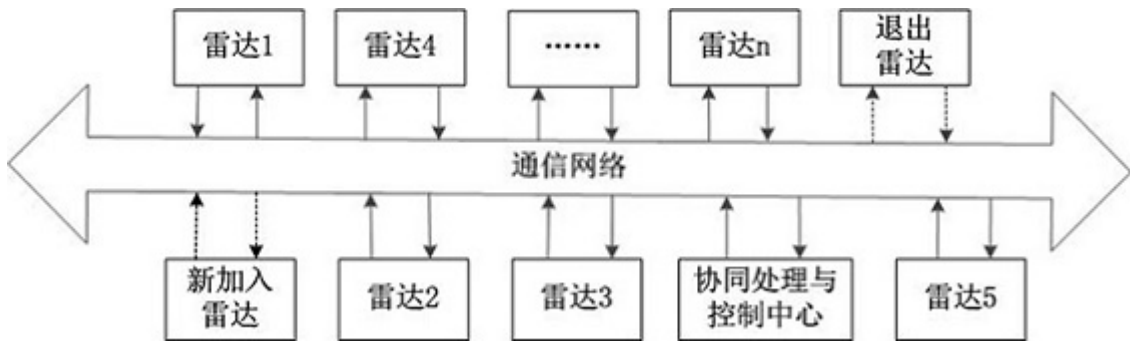 雷达1
雷达4
……
雷达n
退出
雷达
通信网络
新加入
雷达
雷达2
雷达3
协同处理与
控制中心
雷达5